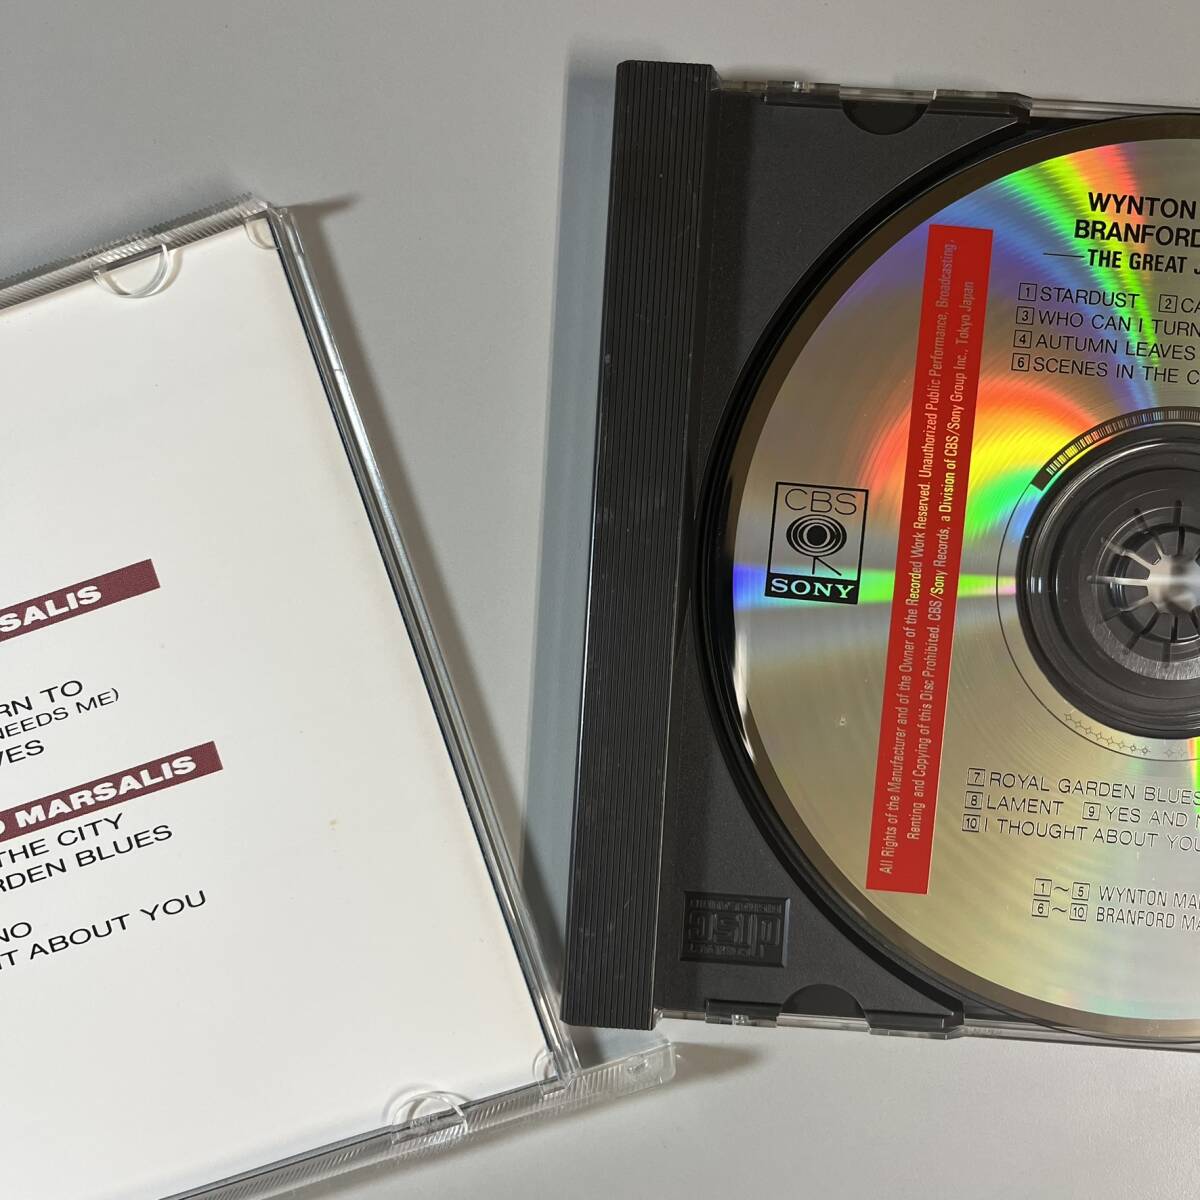 SALIS
RN TO
NEEDS ME)
VES
D MARSALIS
THE CITY
RDEN BLUES
NO
T ABOUT YOU
WYNTON
BRANFORD
THE GREAT J
1 STARDUST 2 CA
3 WHO CAN I TURN
4 AUTUMN LEAVES
6 SCENES IN THE C
All Rights of the Manufacturer and of the Owner of the Recorded Work Reserved. Unauthorized Public Performance, Broadcasting,
Renting and Copying of this Disc Prohibited. CBS/Sony Records, a Division of CBS/Sony Group Inc., Tokyo Japan
CBS
SONY
7 ROYAL GARDEN BLUES
8 LAMENT 9 YES AND N
10 I THOUGHT ABOUT YOU
1~5 WYNTON MA
6~10 BRANFORD MA